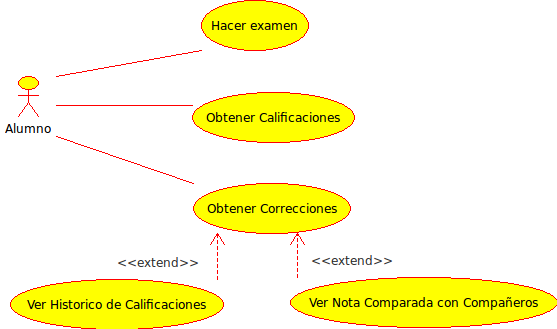 Hacer examen
Obtener Calificaciones
Alumno
Obtener Correcciones
<<extend>>
<<extend>>
Ver Historico de Calificaciones
Ver Nota Comparada con Compañeros